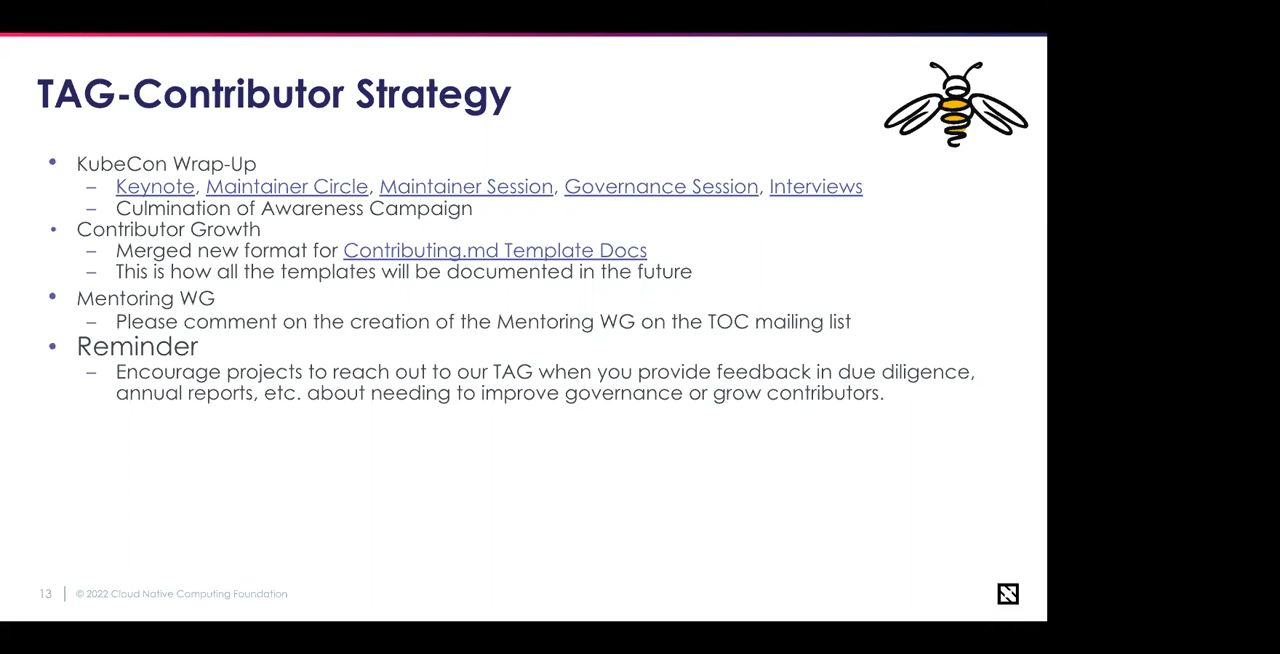 TAG-Contributor Strategy
• KubeCon Wrap-Up
– Keynote, Maintainer Circle, Maintainer Session, Governance Session, Interviews
– Culmination of Awareness Campaign
• Contributor Growth
– Merged new format for Contributing.md Template Docs
– This is how all the templates will be documented in the future
• Mentoring WG
– Please comment on the creation of the Mentoring WG on the TOC mailing list
• Reminder
– Encourage projects to reach out to our TAG when you provide feedback in due diligence,
annual reports, etc. about needing to improve governance or grow contributors.
13 | © 2022 Cloud Native Computing Foundation